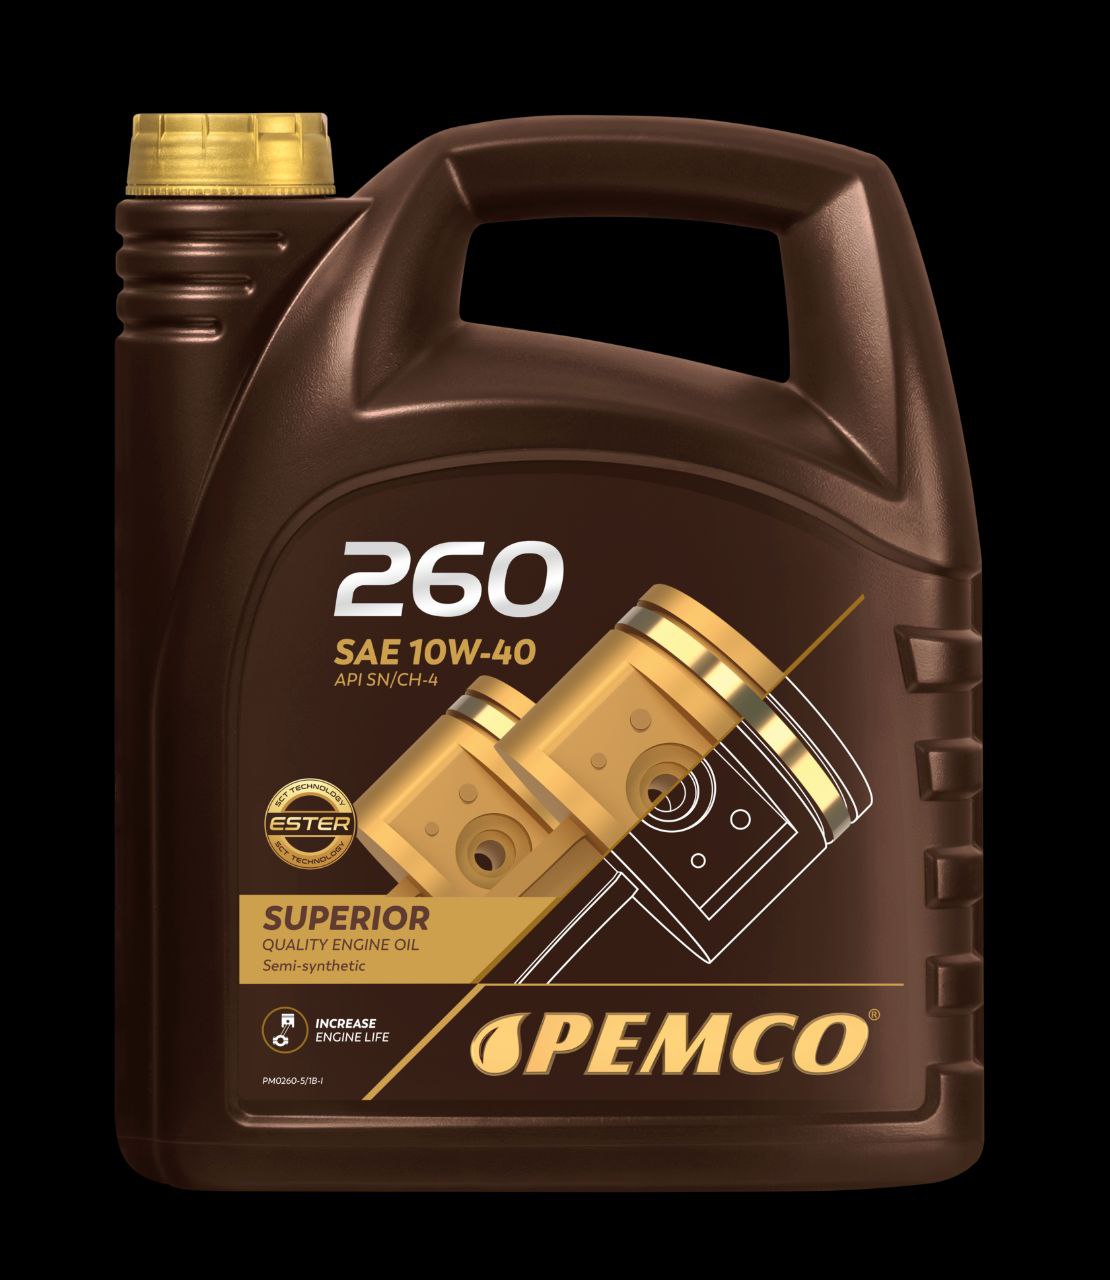 260
SAE 10W-40
API SN/CH-4
SCT TECHNOLOGY
ESTER
SCT TECHNOLOGY
SUPERIOR
QUALITY ENGINE OIL
Semi-synthetic
INCREASE
ENGINE LIFE
PEMCO®
PM0260-5/1B-I